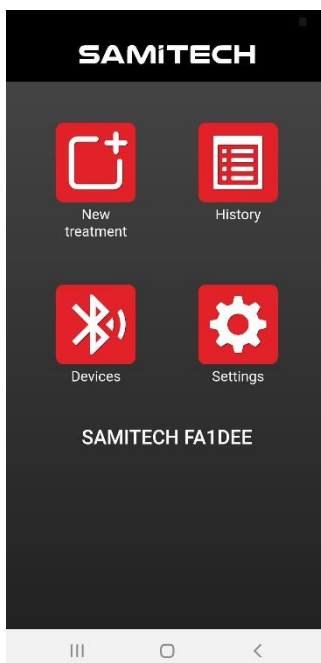 SAMiTECH
New
treatment
History
Devices
Settings
SAMITECH FA1DEE